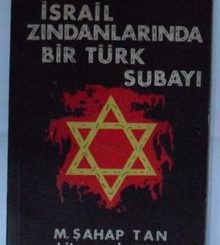 İSRAİL
ZINDANLARINDA
BİR TÜRK
SUBAYI
M. ŞAHAP TAN